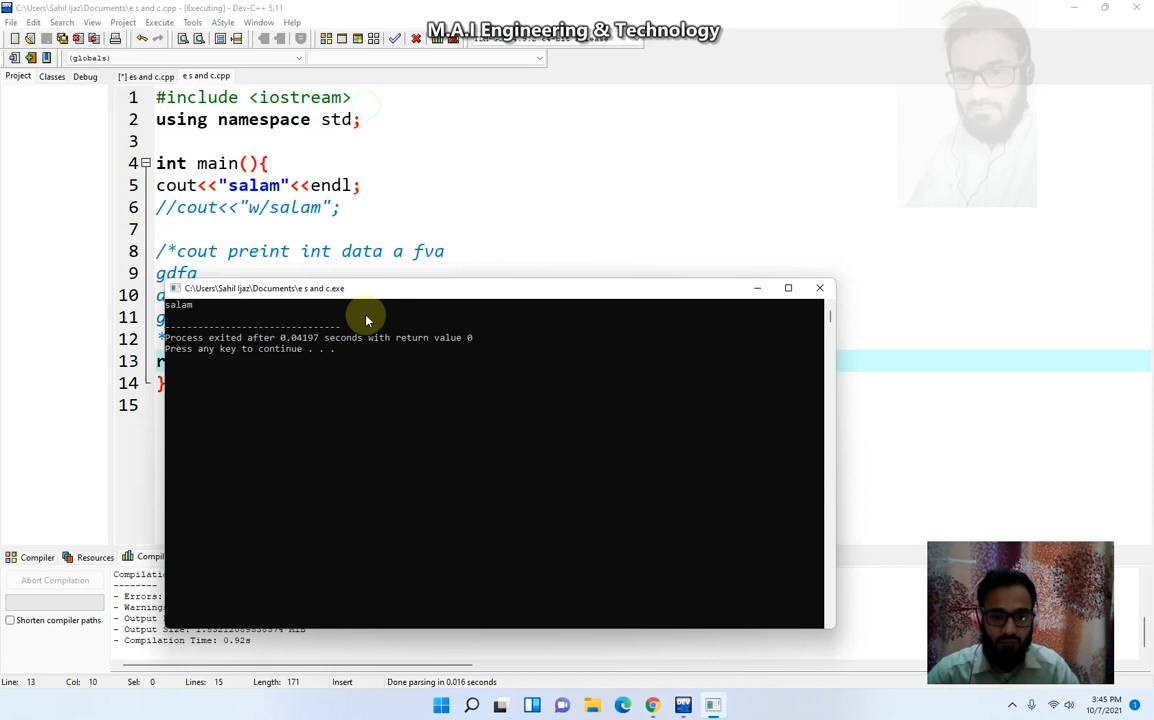 C:\Users\Sahil Ijaz\Documents\e s and c.cpp - [Executing] - Dev-C++ 5.11
File Edit Search View Project Execute Tools AStyle Window Help
M.A.I Engineering & Technology
(globals)
Project Classes Debug [*] es and c.cpp e s and c.cpp
1 #include <iostream>
2 using namespace std;
3
4 int main(){
5 cout<<"salam"<<endl;
6 //cout<<"w/salam";
7
8 /*cout preint int data a fva
9 gdfa
10
11
12
13
14 }
15
C:\Users\Sahil Ijaz\Documents\e s and c.exe
salam
--------------------------------
Process exited after 0.04197 seconds with return value 0
Press any key to continue . . .
Compiler Resources
Abort Compilation
Shorten compiler paths
--------
- Errors:
- Output Size: 1.83212089538574 MiB
- Compilation Time: 0.92s
Line: 13 Col: 10 Sel: 0 Lines: 15 Length: 171 Insert Done parsing in 0.016 seconds
3:45 PM
10/7/2021